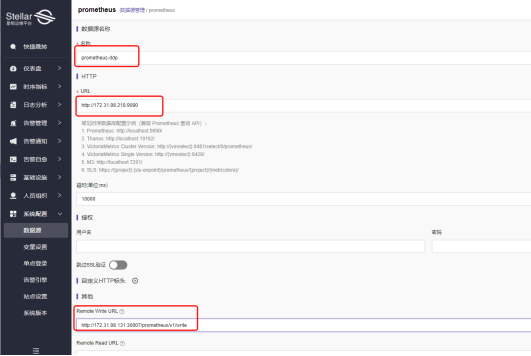 Stellar
星轮运维平台
快捷跳转
仪表盘
时序指标
日志分析
告警管理
告警通知
告警自愈
基础设施
人员组织
系统配置
数据源
变量设置
单点登录
告警引擎
站点设置
系统版本
prometheus 数据源管理 / prometheus
数据源名称
* 名称
prometheus-ddp
HTTP
* URL
http://172.31.98.218:9090
常见时序数据库配置示例（兼容 Prometheus 查询 API）：
1. Prometheus: http://localhost:9090/
2. Thanos: http://localhost:19192/
3. VictoriaMetrics Cluster Version: http://{vmselect}:8481/select/0/prometheus/
4. VictoriaMetrics Single Version: http://{vmselect}:8428/
5. M3: http://localhost:7201/
6. SLS: https://{project}.{sls-enpoint}/prometheus/{project}/{metricstore}/
超时(单位:ms)
10000
授权
用户名
密码
跳过SSL验证
自定义HTTP标头
其他
Remote Write URL
http://172.31.98.131:30007/prometheus/v1/write
Remote Read URL